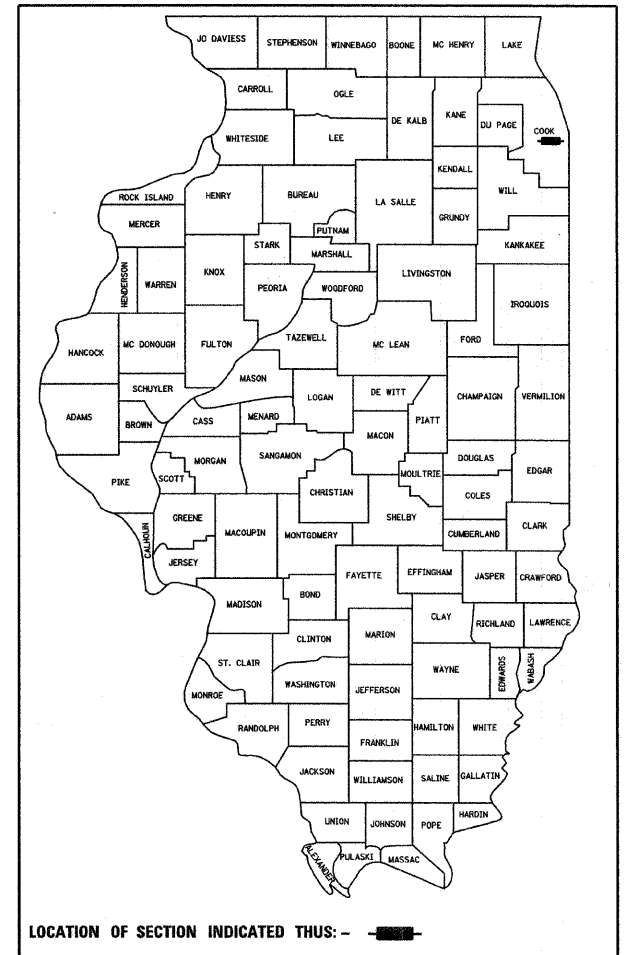 JO DAVIESS STEPHENSON WINNEBAGO BOONE MC HENRY LAKE
CARROLL OGLE
DE KALB KANE DU PAGE COOK
WHITESIDE LEE
KENDALL WILL
ROCK ISLAND HENRY BUREAU LA SALLE
MERCER PUTNAM GRUNDY
STARK MARSHALL KANKAKEE
HENDERSON WARREN KNOX PEORIA WOODFORD LIVINGSTON
IROQUOIS
HANCOCK MC DONOUGH FULTON TAZEWELL MC LEAN FORD
MASON
SCHUYLER LOGAN DE WITT CHAMPAIGN VERMILION
ADAMS BROWN CASS MENARD PIATT
MACON
MORGAN SANGAMON DOUGLAS
PIKE SCOTT MOULTRIE EDGAR
CHRISTIAN COLES
GREENE MACOUPIN SHELBY
CALHOUN MONTGOMERY CUMBERLAND CLARK
JERSEY
FAYETTE EFFINGHAM JASPER CRAWFORD
MADISON BOND
CLAY RICHLAND LAWRENCE
CLINTON MARION
ST. CLAIR WAYNE EDWARDS WABASH
WASHINGTON JEFFERSON
MONROE
RANDOLPH PERRY HAMILTON WHITE
FRANKLIN
JACKSON WILLIAMSON SALINE GALLATIN
UNION JOHNSON POPE HARDIN
ALEXANDER PULASKI MASSAC
LOCATION OF SECTION INDICATED THUS: -